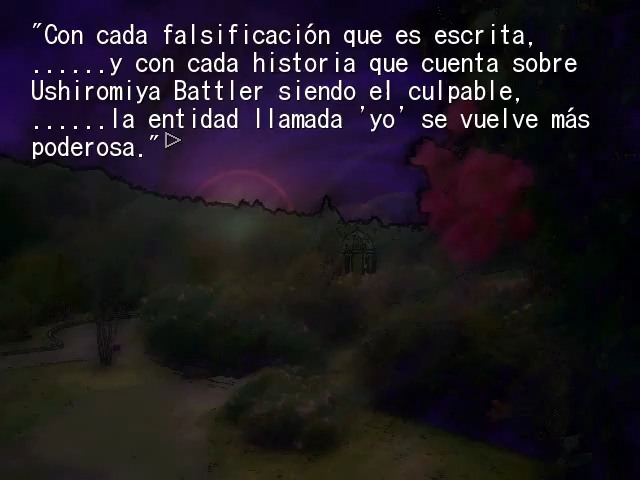 "Con cada falsificación que es escrita,
......y con cada historia que cuenta sobre
Ushiromiya Battler siendo el culpable,
......la entidad llamada 'yo' se vuelve más
poderosa."